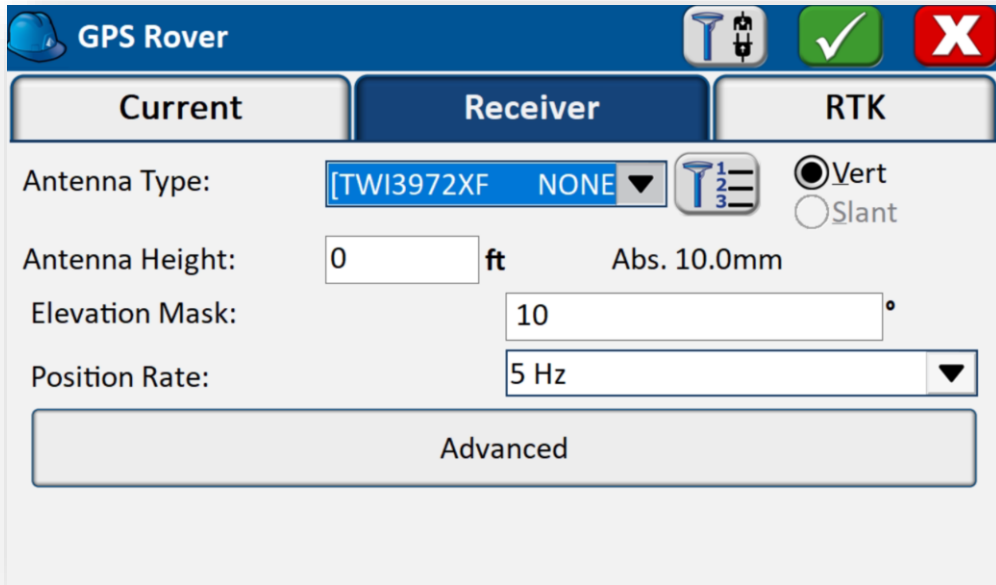 GPS Rover
Current Receiver RTK
Antenna Type: [TWI3972XF NONE Vert
Slant
Antenna Height: 0 ft Abs. 10.0mm
Elevation Mask: 10 °
Position Rate: 5 Hz
Advanced